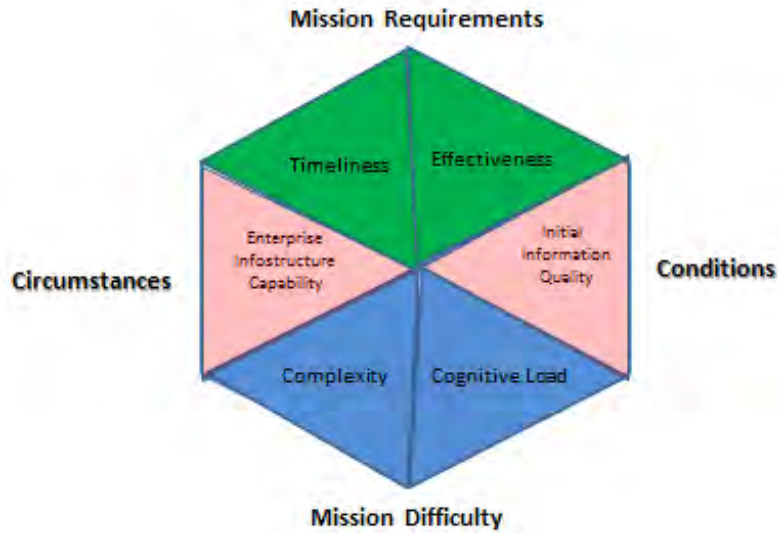 Mission Requirements
Timeliness
Effectiveness
Enterprise
Infostructure
Capability
Initial
Information
Quality
Circumstances
Conditions
Complexity
Cognitive Load
Mission Difficulty